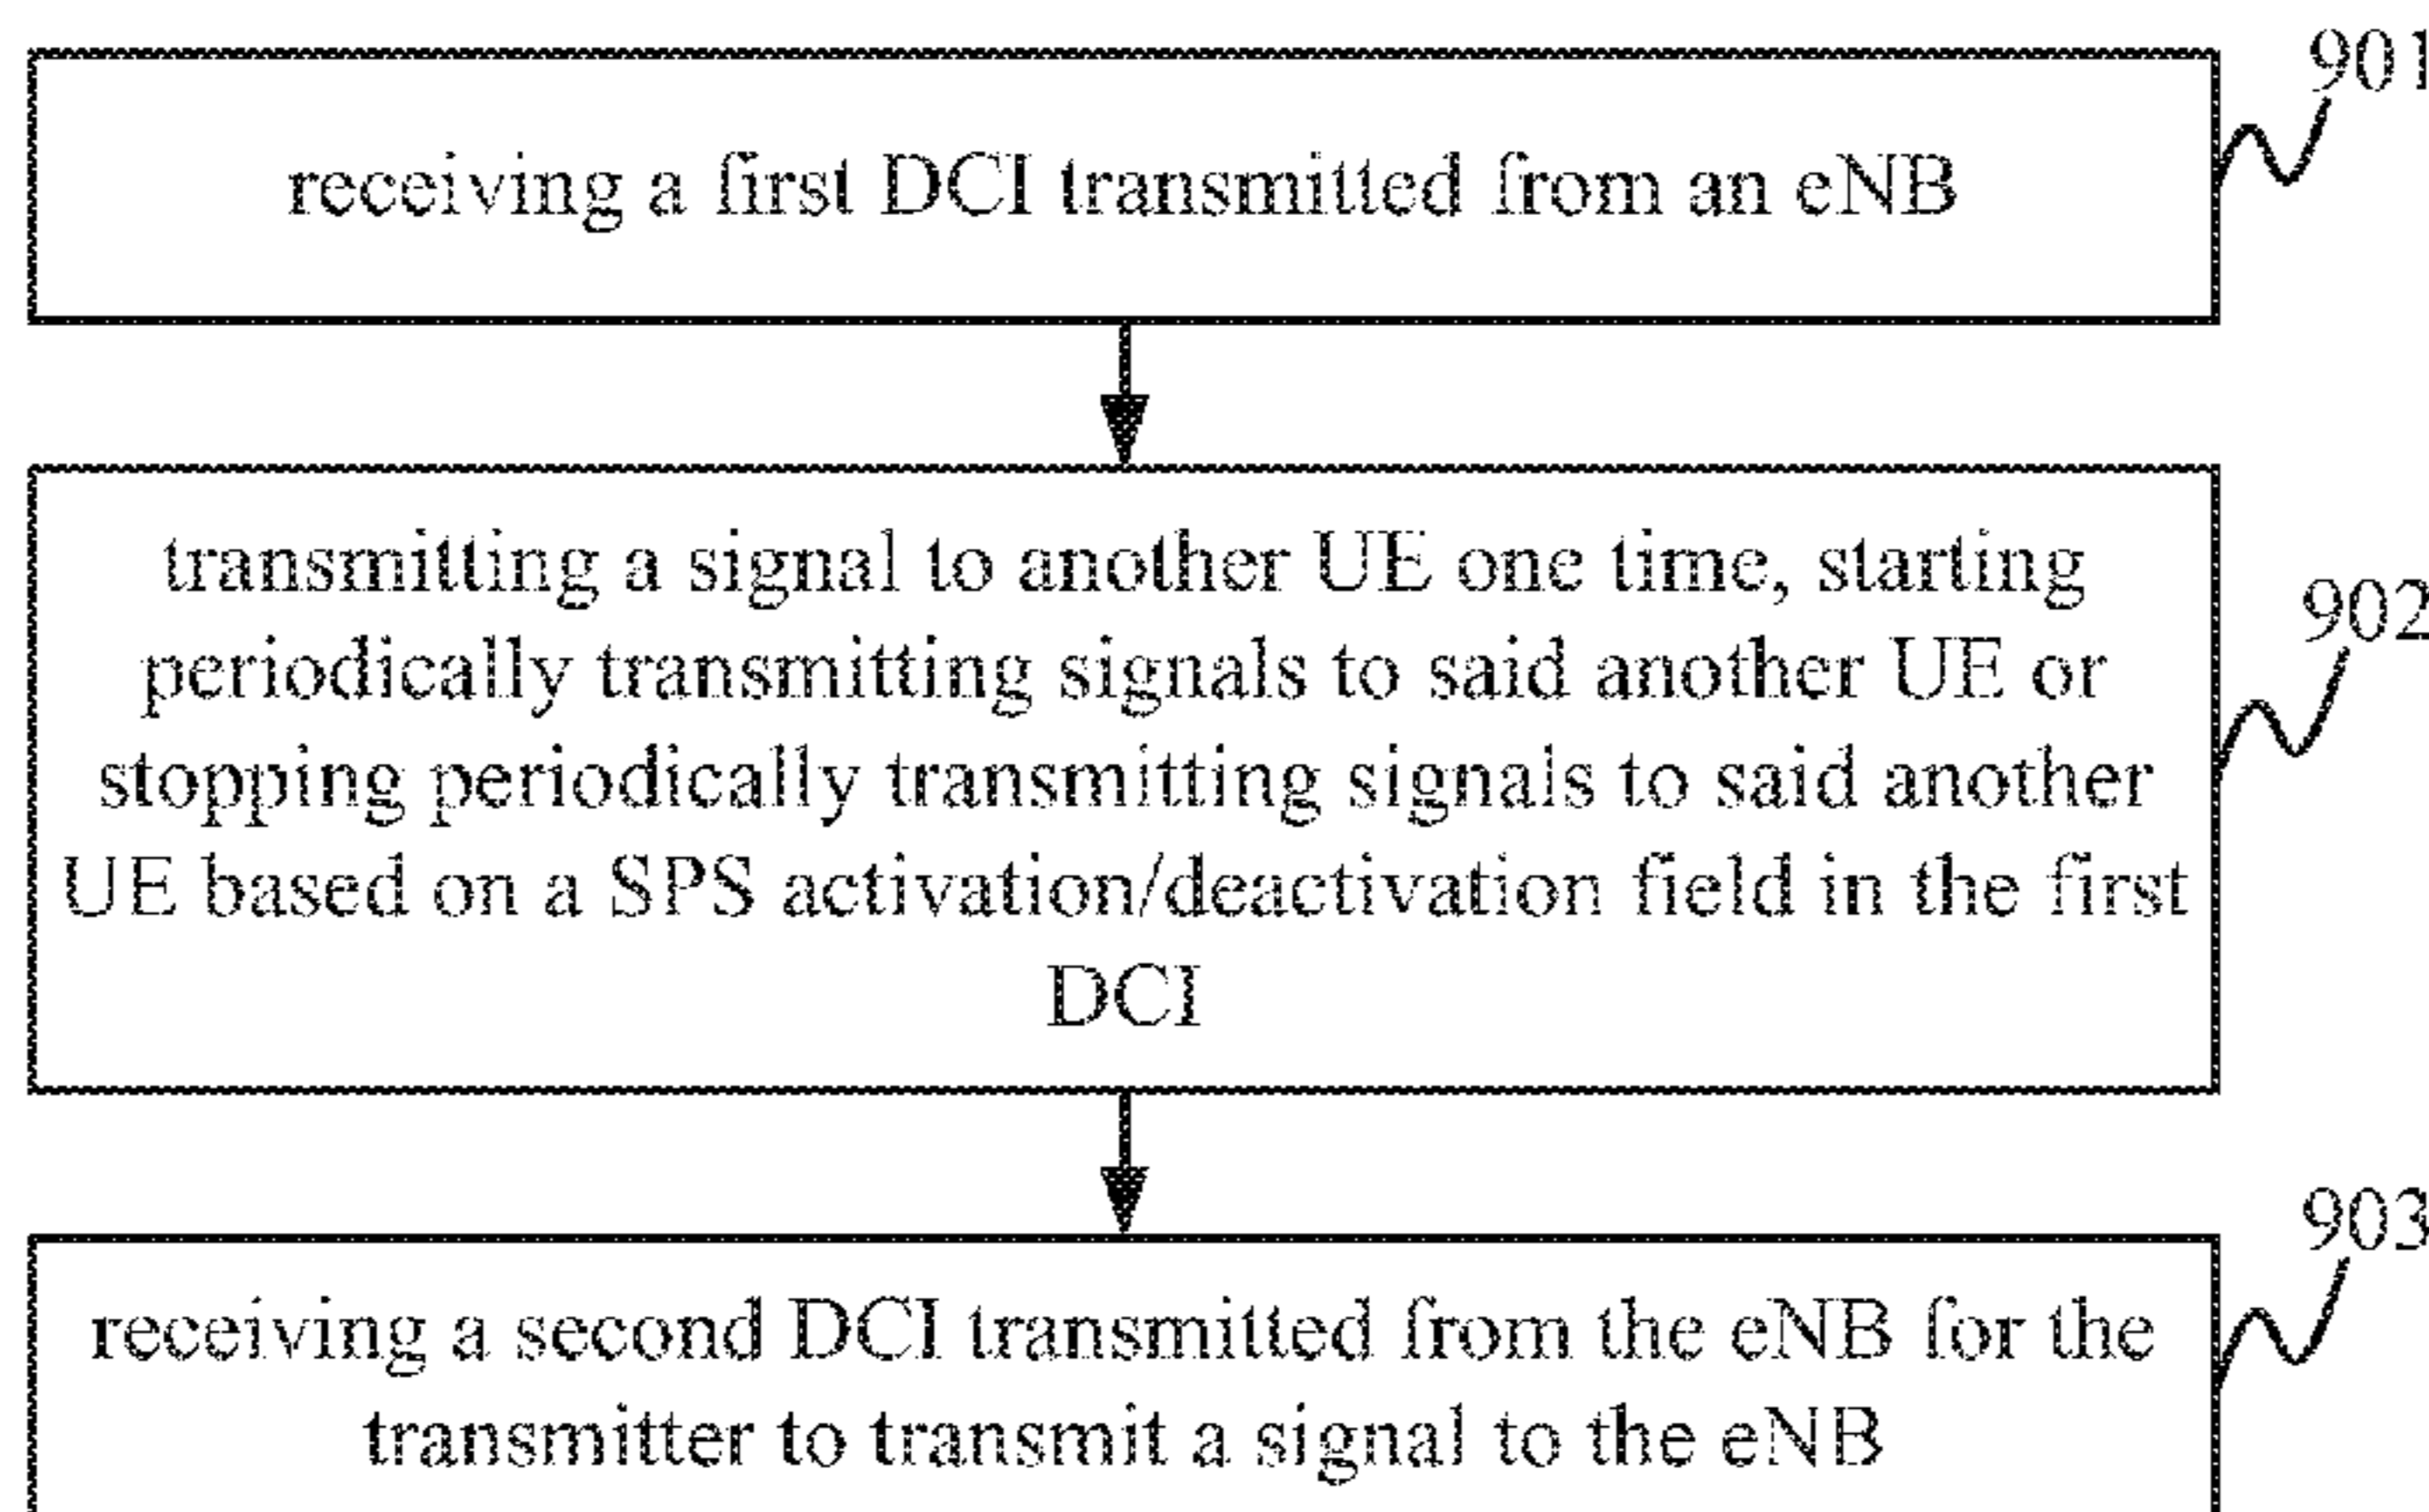 901
receiving a first DCI transmitted from an eNB
transmitting a signal to another UE one time, starting
periodically transmitting signals to said another UE or
stopping periodically transmitting signals to said another
UE based on a SPS activation/deactivation field in the first
DCI
902
903
receiving a second DCI transmitted from the eNB for the
transmitter to transmit a signal to the eNB